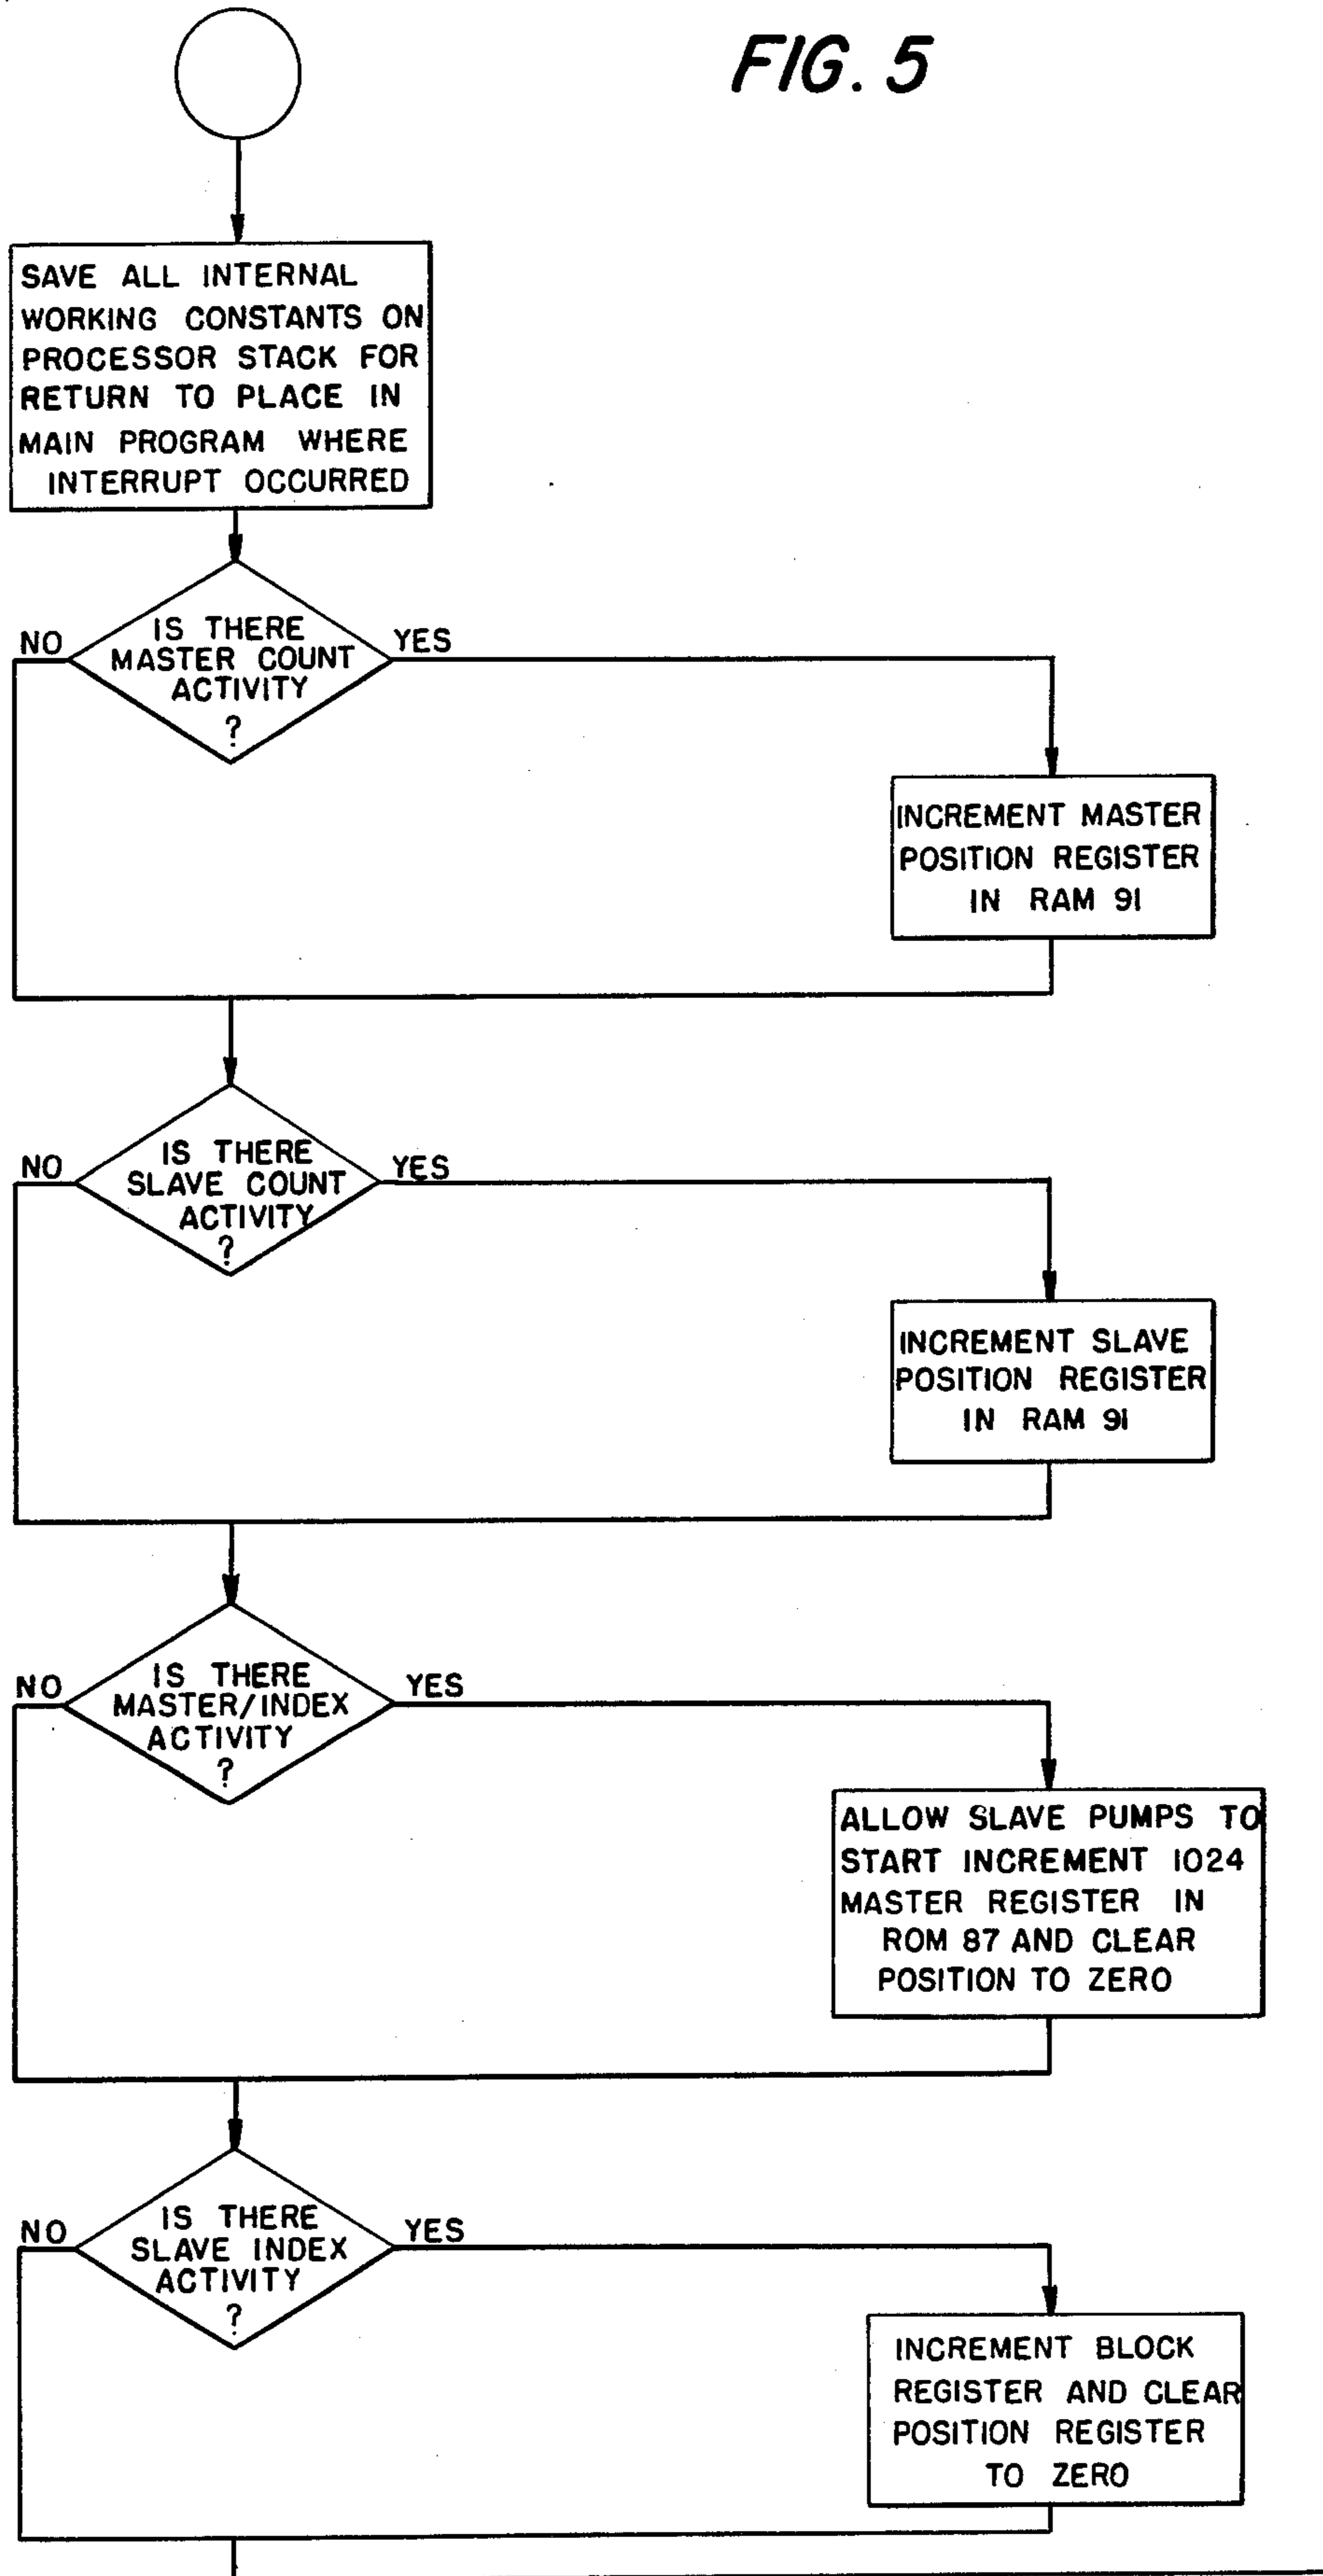 FIG. 5
SAVE ALL INTERNAL
WORKING CONSTANTS ON
PROCESSOR STACK FOR
RETURN TO PLACE IN
MAIN PROGRAM WHERE
INTERRUPT OCCURRED
NO
IS THERE
MASTER COUNT
ACTIVITY
?
YES
INCREMENT MASTER
POSITION REGISTER
IN RAM 91
NO
IS THERE
SLAVE COUNT
ACTIVITY
?
YES
INCREMENT SLAVE
POSITION REGISTER
IN RAM 91
NO
IS THERE
MASTER/INDEX
ACTIVITY
?
YES
ALLOW SLAVE PUMPS TO
START INCREMENT 1024
MASTER REGISTER IN
ROM 87 AND CLEAR
POSITION TO ZERO
NO
IS THERE
SLAVE INDEX
ACTIVITY
?
YES
INCREMENT BLOCK
REGISTER AND CLEAR
POSITION REGISTER
TO ZERO